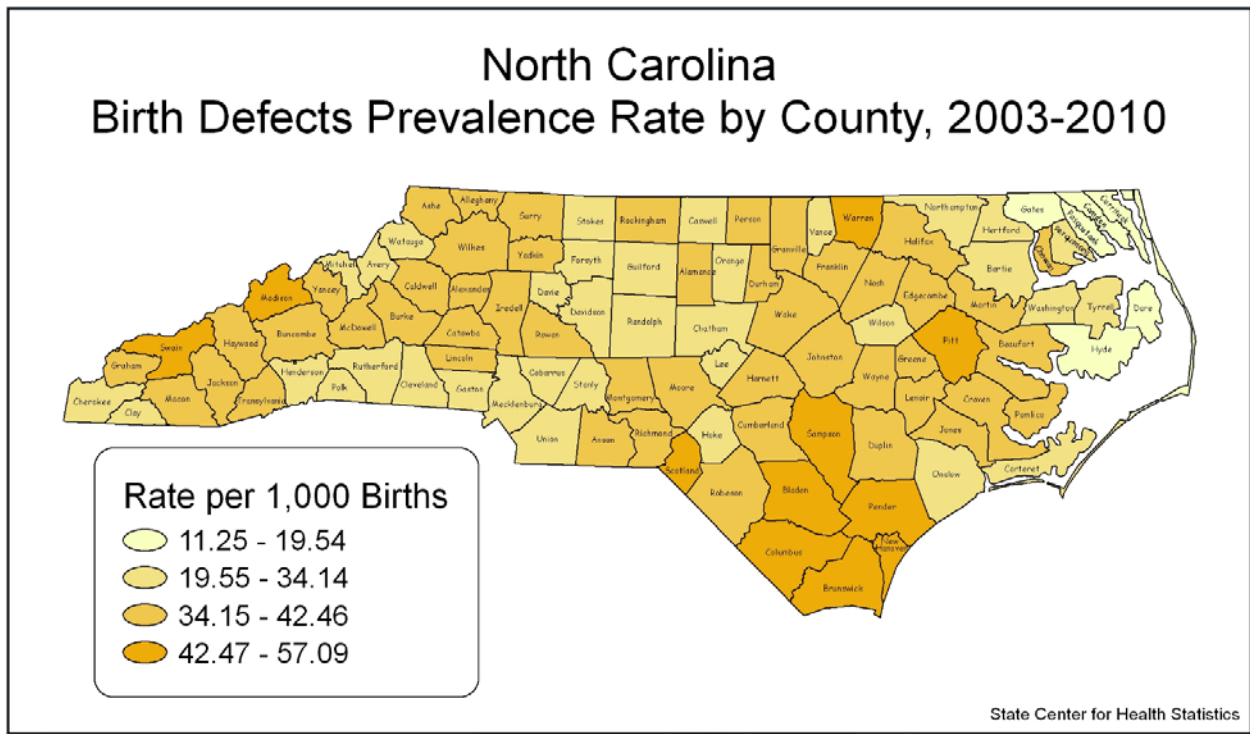 North Carolina
Birth Defects Prevalence Rate by County, 2003-2010
Ashe
Alleghany
Surry
Stokes
Rockingham
Caswell
Person
Granville
Vance
Warren
Northampton
Gates
Camden
Currituck
Pasquotank
Perquimans
Chowan
Hertford
Halifax
Watauga
Wilkes
Yadkin
Forsyth
Guilford
Alamance
Orange
Durham
Franklin
Bertie
Mitchell
Avery
Madison
Yancey
Caldwell
Alexander
Iredell
Davie
Davidson
Randolph
Chatham
Wake
Nash
Edgecombe
Martin
Washington
Tyrrell
Dare
Swain
Haywood
Buncombe
McDowell
Burke
Catawba
Rowan
Wilson
Johnston
Pitt
Beaufort
Hyde
Graham
Jackson
Henderson
Rutherford
Lincoln
Cabarrus
Stanly
Montgomery
Moore
Lee
Harnett
Wayne
Greene
Lenoir
Craven
Pamlico
Cherokee
Clay
Macon
Transylvania
Polk
Cleveland
Gaston
Mecklenburg
Union
Anson
Richmond
Hoke
Cumberland
Sampson
Duplin
Jones
Carteret
Scotland
Robeson
Bladen
Pender
Onslow
Columbus
New
Hanover
Brunswick
Rate per 1,000 Births
11.25 - 19.54
19.55 - 34.14
34.15 - 42.46
42.47 - 57.09
State Center for Health Statistics